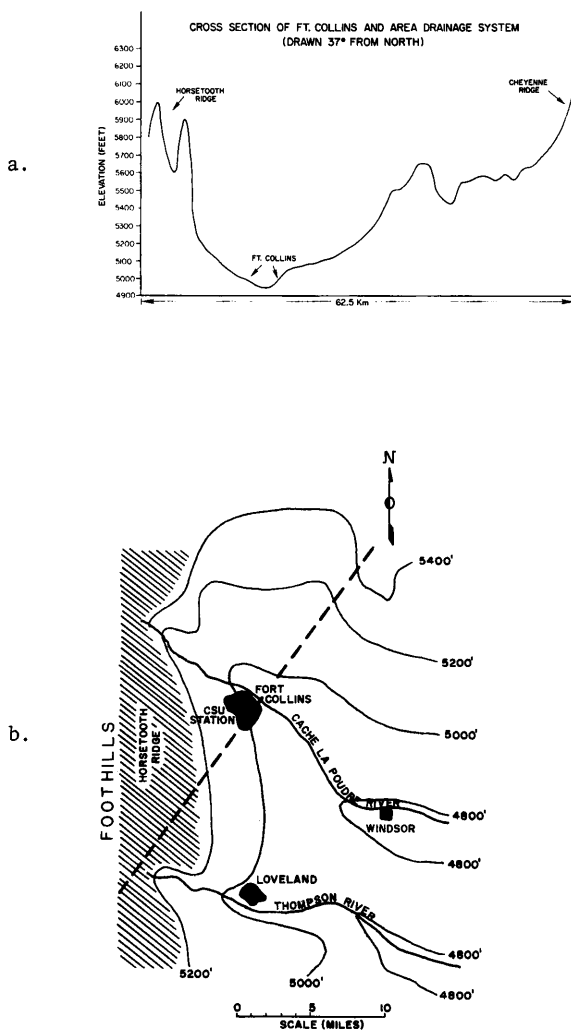 a.
CROSS SECTION OF FT. COLLINS AND AREA DRAINAGE SYSTEM
(DRAWN 37° FROM NORTH)
ELEVATION (FEET)
6300
6200
6100
6000
5900
5800
5700
5600
5500
5400
5300
5200
5100
5000
4900
HORSETOOTH
RIDGE
CHEYENNE
RIDGE
FT. COLLINS
62.5 Km
b.
N
5400'
5200'
5000'
FORT
COLLINS
CSU
STATION
CACHE LA POUDRE RIVER
FOOTHILLS
HORSETOOTH
RIDGE
4800'
WINDSOR
4800'
LOVELAND
THOMPSON RIVER
4800'
5200'
5000'
4800'
0 5 10
SCALE (MILES)